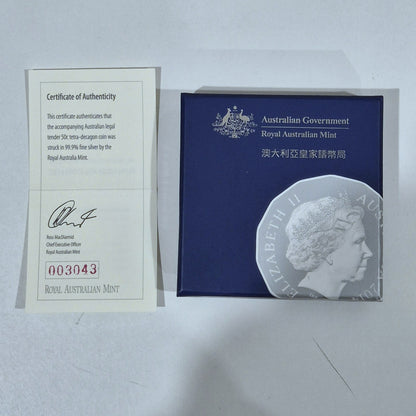 Certificate of Authenticity
This certificate authenticates that
the accompanying Australian legal
tender 50c tetra-decagon coin was
struck in 99.9% fine silver by the
Royal Australia Mint.
Ross MacDiarmid
Chief Executive Officer
Royal Australian Mint
003043
ROYAL AUSTRALIAN MINT
Australian Government
Royal Australian Mint
澳大利亞皇家鑄幣局
ELIZABETH II
AUST